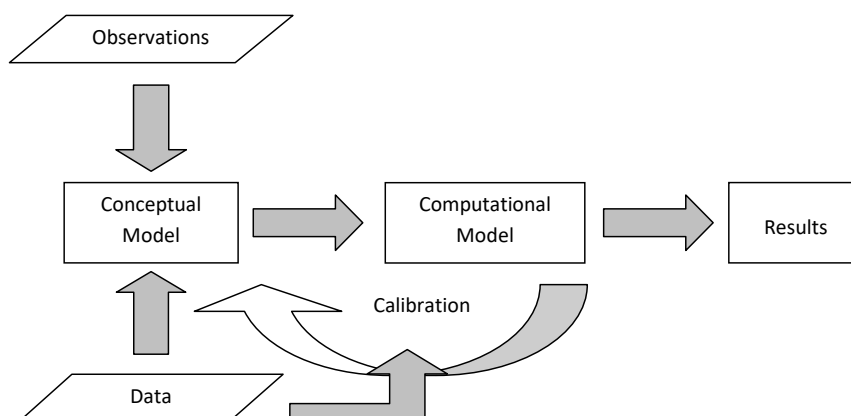 Observations
Conceptual
Model
Computational
Model
Results
Calibration
Data